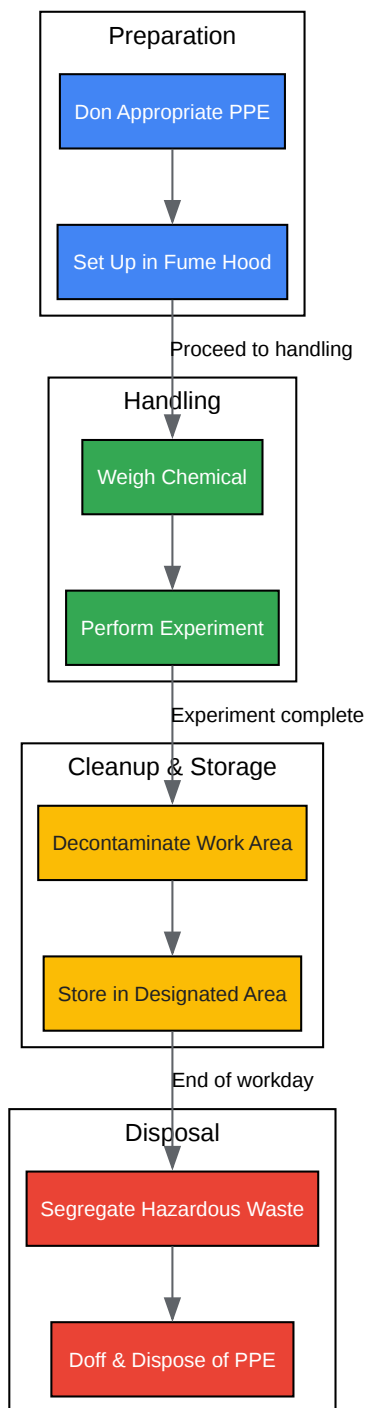 Preparation
Don Appropriate PPE
Set Up in Fume Hood
Proceed to handling
Handling
Weigh Chemical
Perform Experiment
Experiment complete
Cleanup & Storage
Decontaminate Work Area
Store in Designated Area
End of workday
Disposal
Segregate Hazardous Waste
Doff & Dispose of PPE